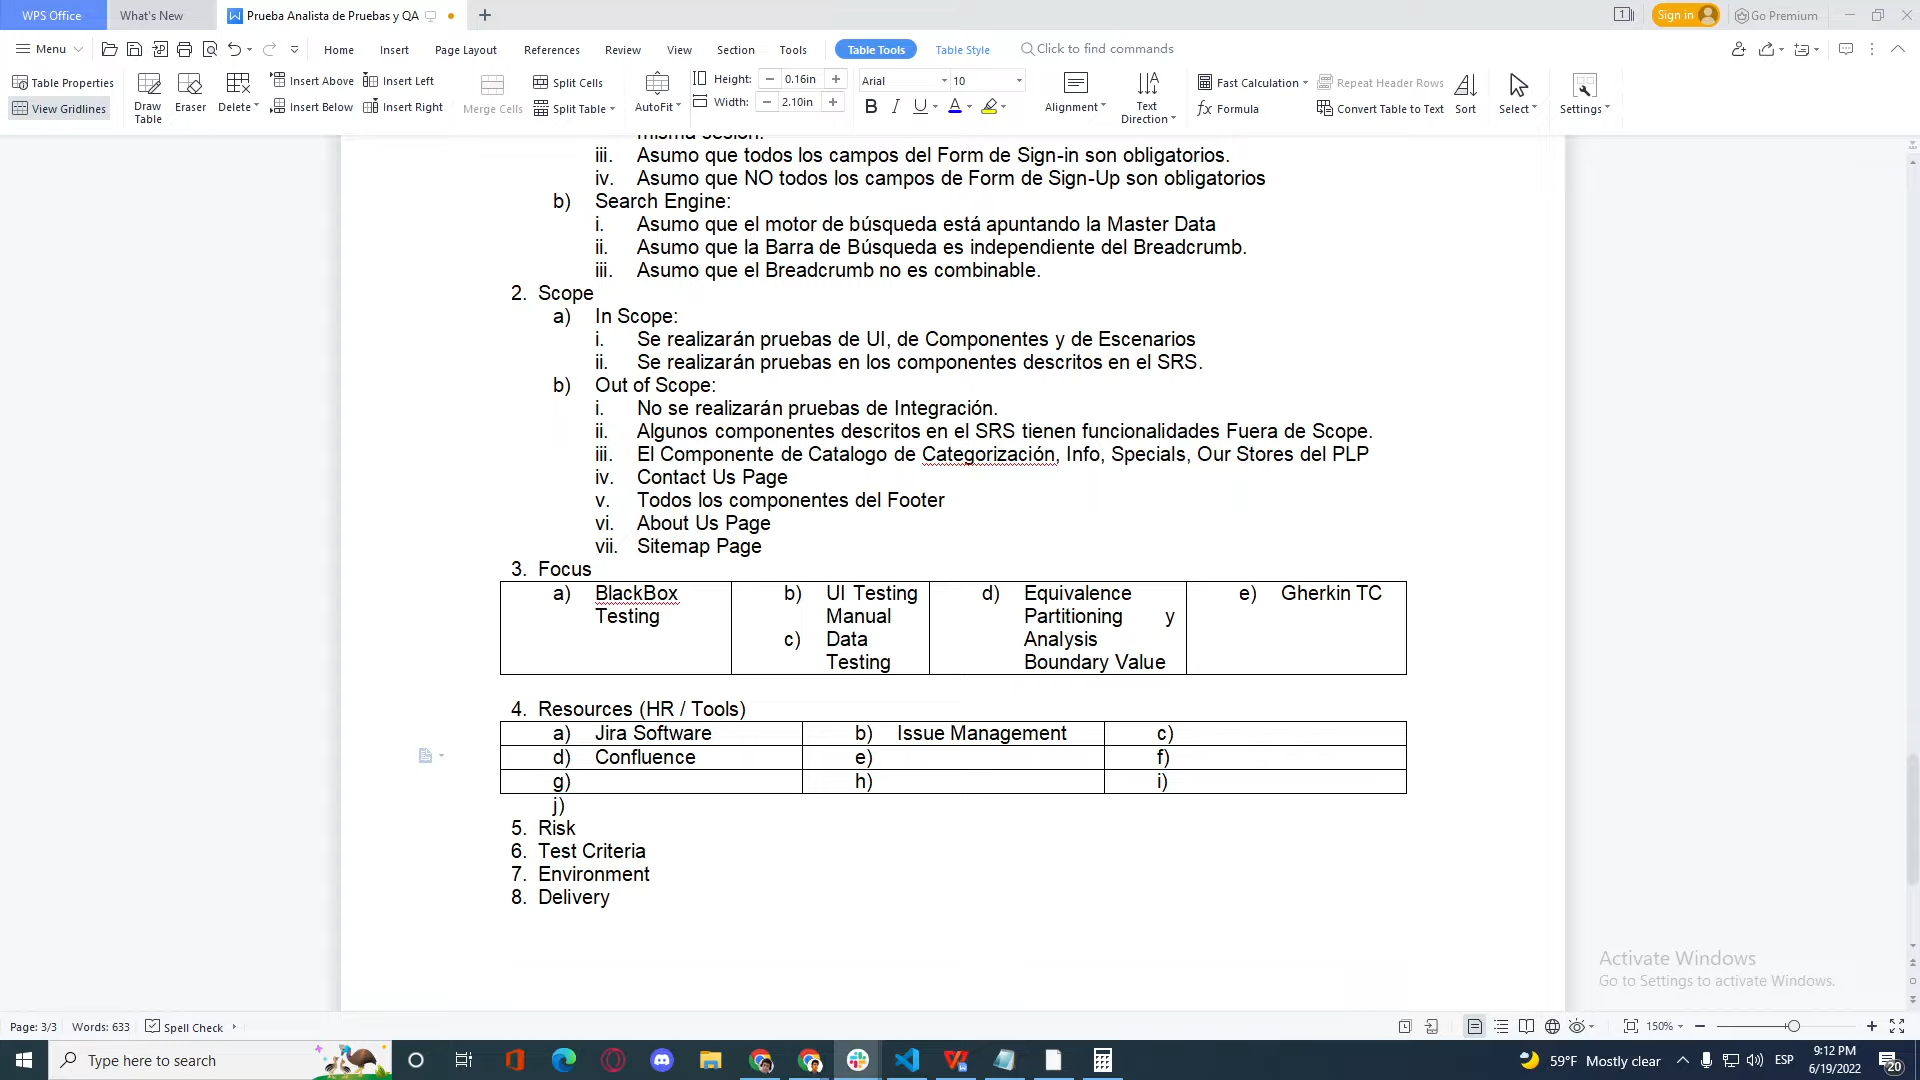 WPS Office What's New Prueba Analista de Pruebas y QA Sign in Go Premium
Menu Home Insert Page Layout References Review View Section Tools Table Tools Table Style Click to find commands
Table Properties Insert Above Insert Left Split Cells Height: 0.16in Arial 10 Fast Calculation Repeat Header Rows
View Gridlines Draw Table Eraser Delete Insert Below Insert Right Merge Cells Split Table AutoFit Width: 2.10in B I U A Alignment Text Direction fx Formula Convert Table to Text Sort Select Settings
misma sesión.
iii. Asumo que todos los campos del Form de Sign-in son obligatorios.
iv. Asumo que NO todos los campos de Form de Sign-Up son obligatorios
b) Search Engine:
i. Asumo que el motor de búsqueda está apuntando la Master Data
ii. Asumo que la Barra de Búsqueda es independiente del Breadcrumb.
iii. Asumo que el Breadcrumb no es combinable.
2. Scope
a) In Scope:
i. Se realizarán pruebas de UI, de Componentes y de Escenarios
ii. Se realizarán pruebas en los componentes descritos en el SRS.
b) Out of Scope:
i. No se realizarán pruebas de Integración.
ii. Algunos componentes descritos en el SRS tienen funcionalidades Fuera de Scope.
iii. El Componente de Catalogo de Categorización, Info, Specials, Our Stores del PLP
iv. Contact Us Page
v. Todos los componentes del Footer
vi. About Us Page
vii. Sitemap Page
3. Focus
a) BlackBox Testing
b) UI Testing Manual
c) Data Testing
d) Equivalence Partitioning y Analysis Boundary Value
e) Gherkin TC
4. Resources (HR / Tools)
a) Jira Software b) Issue Management c)
d) Confluence e) f)
g) h) i)
j)
5. Risk
6. Test Criteria
7. Environment
8. Delivery
Activate Windows
Go to Settings to activate Windows.
Page: 3/3 Words: 633 Spell Check 150%
Type here to search 59°F Mostly clear ESP 9:12 PM
6/19/2022 20